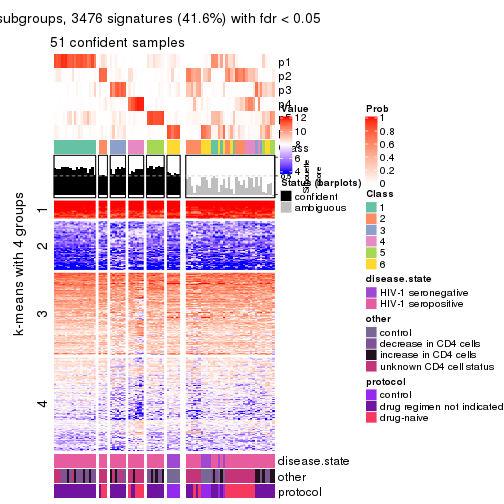 subgroups, 3476 signatures (41.6%) with fdr < 0.05
51 confident samples
p1
p2
p3
p4
Value
12
10
8
6
4
Prob
1
0.8
0.6
0.4
0.2
0
Silhouette
score
Status (barplots)
confident
ambiguous
Class
1
2
3
4
5
6
k-means with 4 groups
1
2
3
4
disease.state
HIV-1 seronegative
HIV-1 seropositive
other
control
decrease in CD4 cells
increase in CD4 cells
unknown CD4 cell status
protocol
control
drug regimen not indicated
drug-naive
disease.state
other
protocol